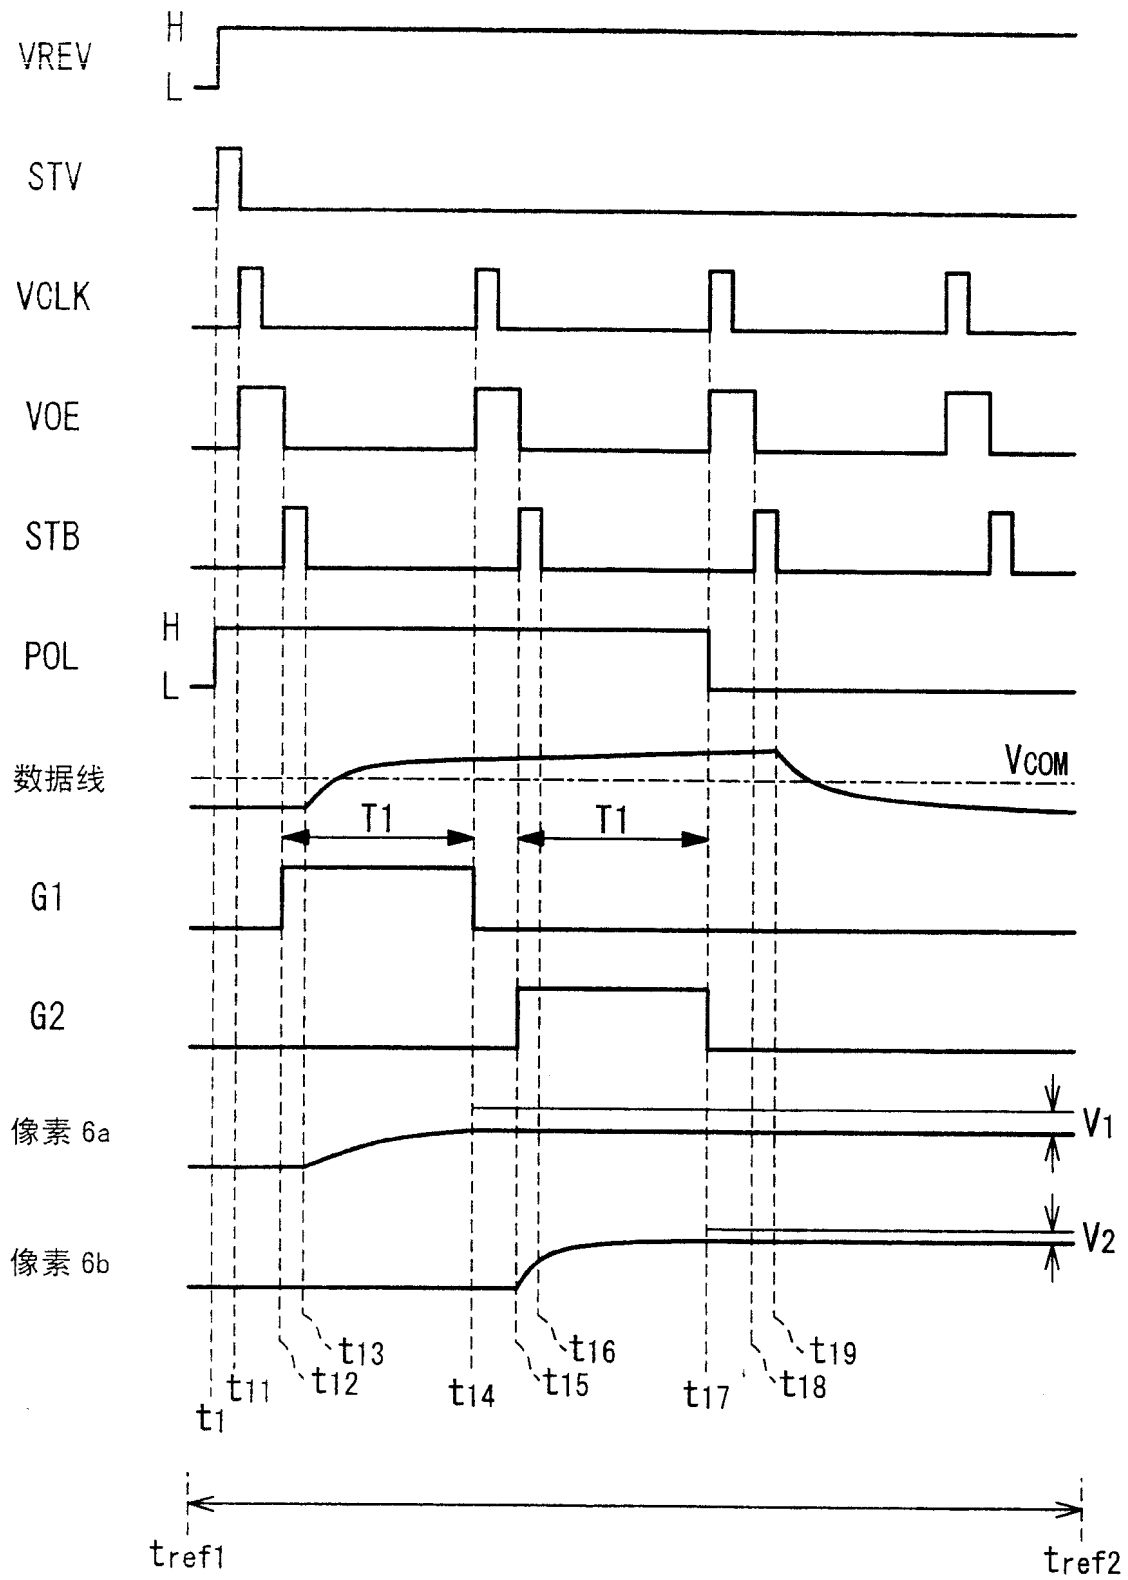 H
VREV
L
STV
VCLK
VOE
STB
H
POL
L
数据线
VCOM
T1
T1
G1
G2
像素 6a
V1
像素 6b
V2
t13
t16
t19
t12
t15
t18
t11
t14
t17
t1
tref1
tref2